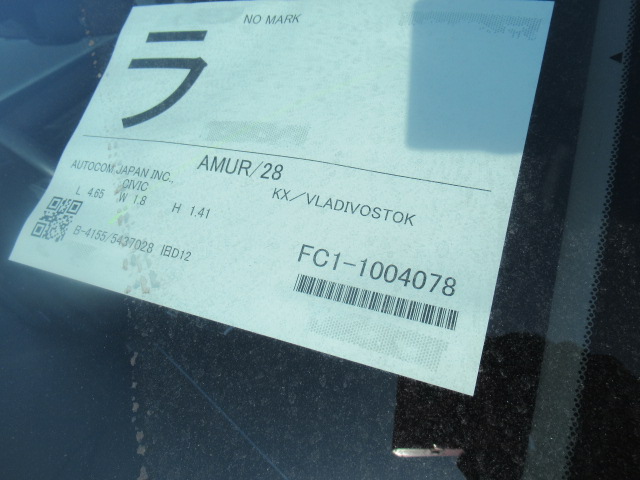 NO MARK
ラ
AMUR/28
AUTOCOM JAPAN INC.,
CIVIC
KX/VLADIVOSTOK
L 4.65 W 1.8 H 1.41
B-4155/5437028 旧D12
FC1-1004078